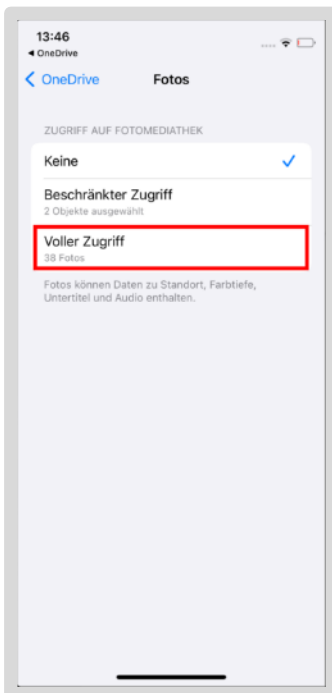 13:46
◀ OneDrive
OneDrive
Fotos
ZUGRIFF AUF FOTOMEDIATHEK
Keine
Beschränkter Zugriff
2 Objekte ausgewählt
Voller Zugriff
38 Fotos
Fotos können Daten zu Standort, Farbtiefe,
Untertitel und Audio enthalten.